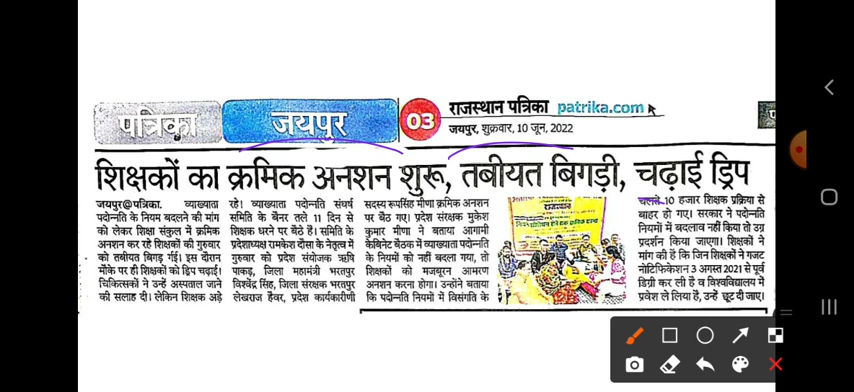 पत्रिका
जयपुर
03
राजस्थान पत्रिका patrika.com
जयपुर, शुक्रवार, 10 जून, 2022
शिक्षकों का क्रमिक अनशन शुरू, तबीयत बिगड़ी, चढ़ाई ड्रिप
जयपुर@पत्रिका. व्याख्याता
पदोन्नति के नियम बदलने की मांग
को लेकर शिक्षा संकुल में क्रमिक
अनशन कर रहे शिक्षकों की गुरुवार
को तबियत बिगड़ गई। इस दौरान
मौके पर ही शिक्षकों को ड्रिप चढ़ाई।
चिकित्सकों ने उन्हें अस्पताल जाने
की सलाह दी। लेकिन शिक्षक अड़े
रहे। व्याख्याता पदोन्नति संघर्ष
समिति के बैनर तले 11 दिन से
शिक्षक धरने पर बैठे हैं। समिति के
प्रदेशाध्यक्ष रामकेश दौसा के नेतृत्व में
गुरुवार को प्रदेश संयोजक ऋषि
पाकड़, जिला महामंत्री भरतपुर
विश्वेंद्र सिंह, जिला संरक्षक भरतपुर
लेखराज हैवर, प्रदेश कार्यकारीणी
सदस्य रूपसिंह मीणा क्रमिक अनशन
पर बैठ गए। प्रदेश संरक्षक मुकेश
कुमार मीणा ने बताया आगामी
केबिनेट बैठक में व्याख्याता पदोन्नति
के नियमों को नहीं बदला गया, तो
शिक्षकों को मजबूरन आमरण
अनशन करना होगा। उन्होंने बताया
कि पदोन्नति नियमों में विसंगति के
चलते 10 हजार शिक्षक प्रक्रिया से
बाहर हो गए। सरकार ने पदोन्नति
नियमों में बदलाव नहीं किया तो उग्र
प्रदर्शन किया जाएगा। शिक्षकों ने
मांग की है कि जिन शिक्षकों ने गजट
नोटिफिकेशन 3 अगस्त 2021 से पूर्व
डिग्री कर ली है व विश्वविद्यालय में
प्रवेश ले लिया है, उन्हें छूट दी जाए।